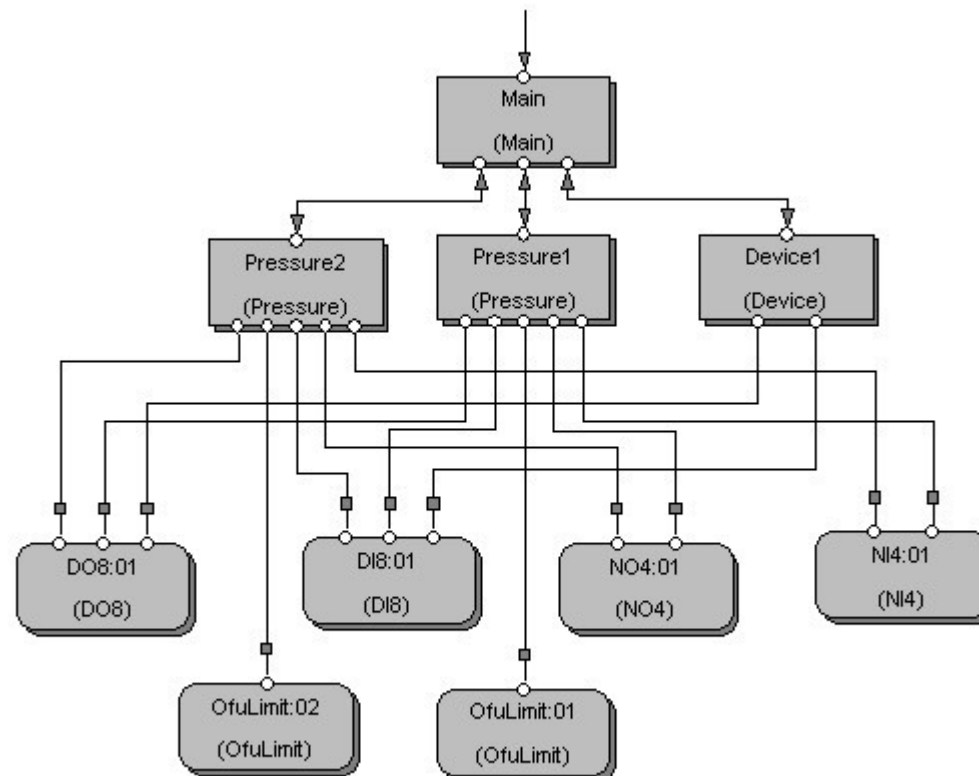 Main
(Main)
Pressure2
(Pressure)
Pressure1
(Pressure)
Device1
(Device)
DO8:01
(DO8)
DI8:01
(DI8)
NO4:01
(NO4)
NI4:01
(NI4)
OfuLimit:02
(OfuLimit)
OfuLimit:01
(OfuLimit)